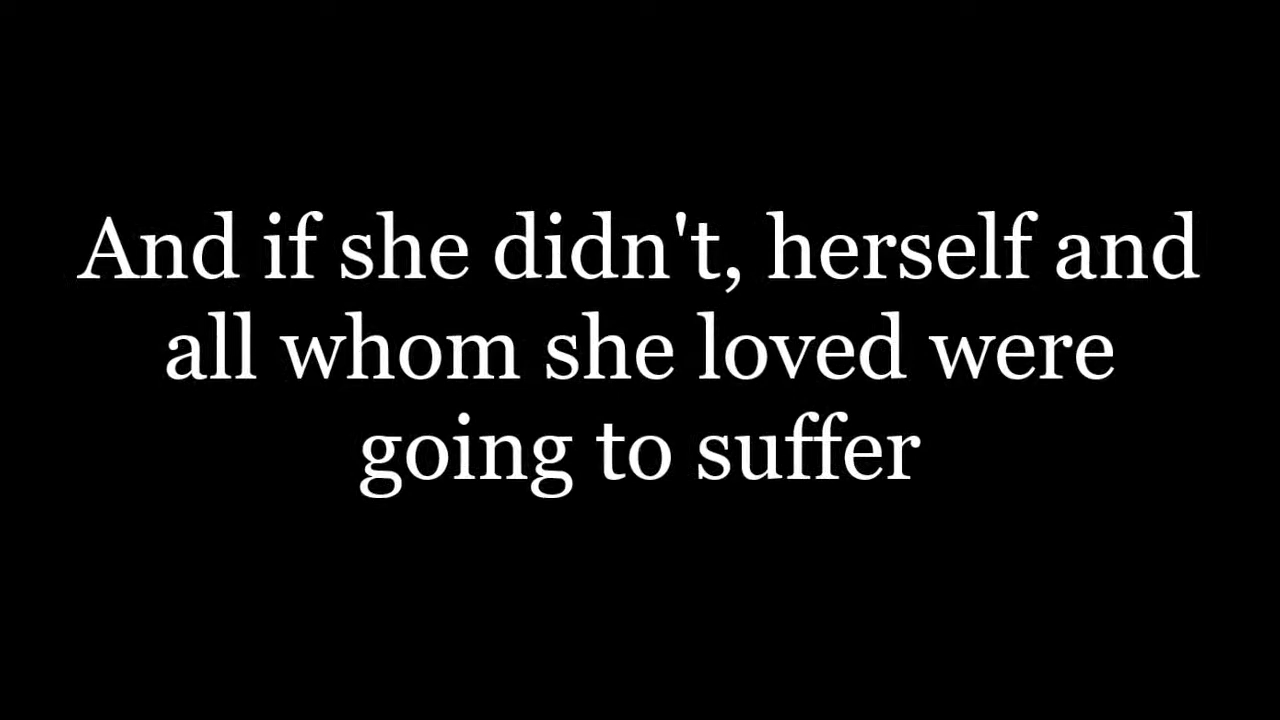 And if she didn't, herself and
all whom she loved were
going to suffer